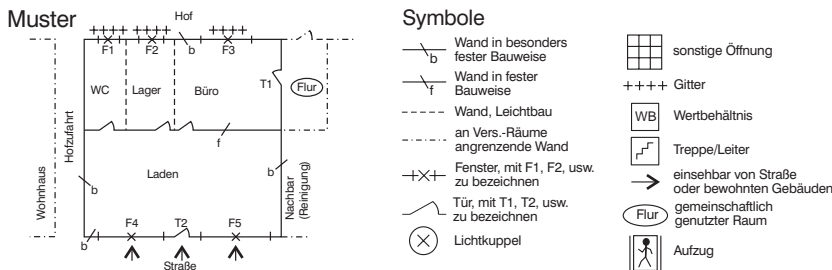 Muster
Hof
F1
F2
b
F3
WC
Lager
Büro
T1
Flur
f
Hofzufahrt
Wohnhaus
b
Laden
b
Nachbar
(Reinigung)
b
F4
T2
F5
Straße
Symbole
b
Wand in besonders
fester Bauweise
f
Wand in fester
Bauweise
Wand, Leichtbau
an Vers.-Räume
angrenzende Wand
Fenster, mit F1, F2, usw.
zu bezeichnen
Tür, mit T1, T2, usw.
zu bezeichnen
Lichtkuppel
sonstige Öffnung
Gitter
WB
Wertbehältnis
Treppe/Leiter
einsehbar von Straße
oder bewohnten Gebäuden
Flur
gemeinschaftlich
genutzter Raum
Aufzug